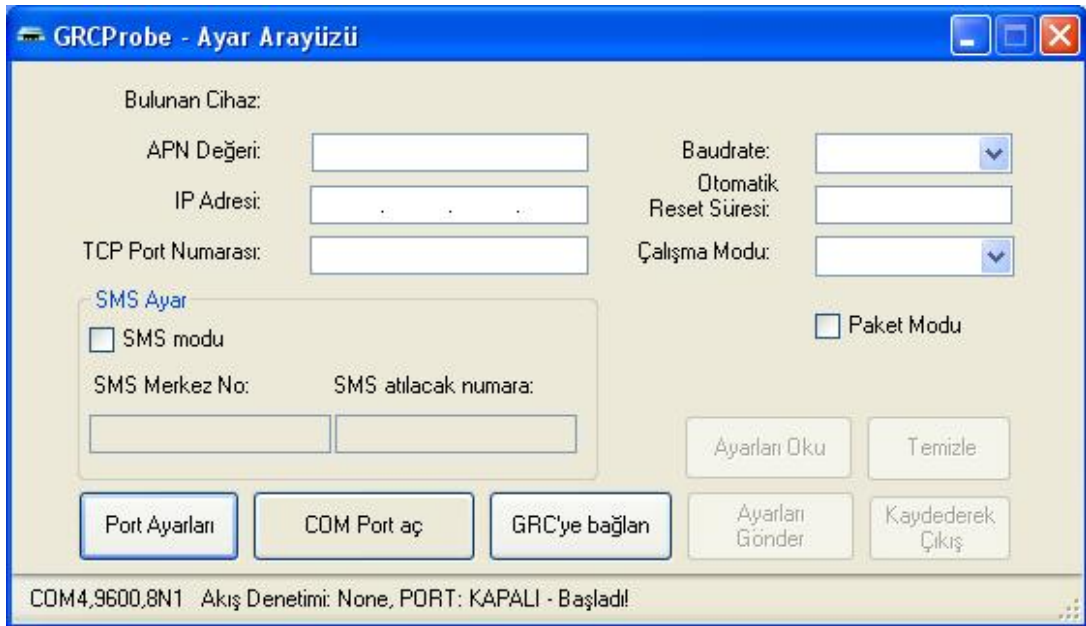 GRCProbe - Ayar Arayüzü
Bulunan Cihaz:
APN Değeri:
Baudrate:
IP Adresi:
Otomatik
Reset Süresi:
TCP Port Numarası:
Çalışma Modu:
SMS Ayar
SMS modu
Paket Modu
SMS Merkez No:
SMS atılacak numara:
Ayarları Oku
Temizle
Port Ayarları
COM Port aç
GRC'ye bağlan
Ayarları
Gönder
Kaydederek
Çıkış
COM4,9600,8N1 Akış Denetimi: None, PORT: KAPALI - Başladı!